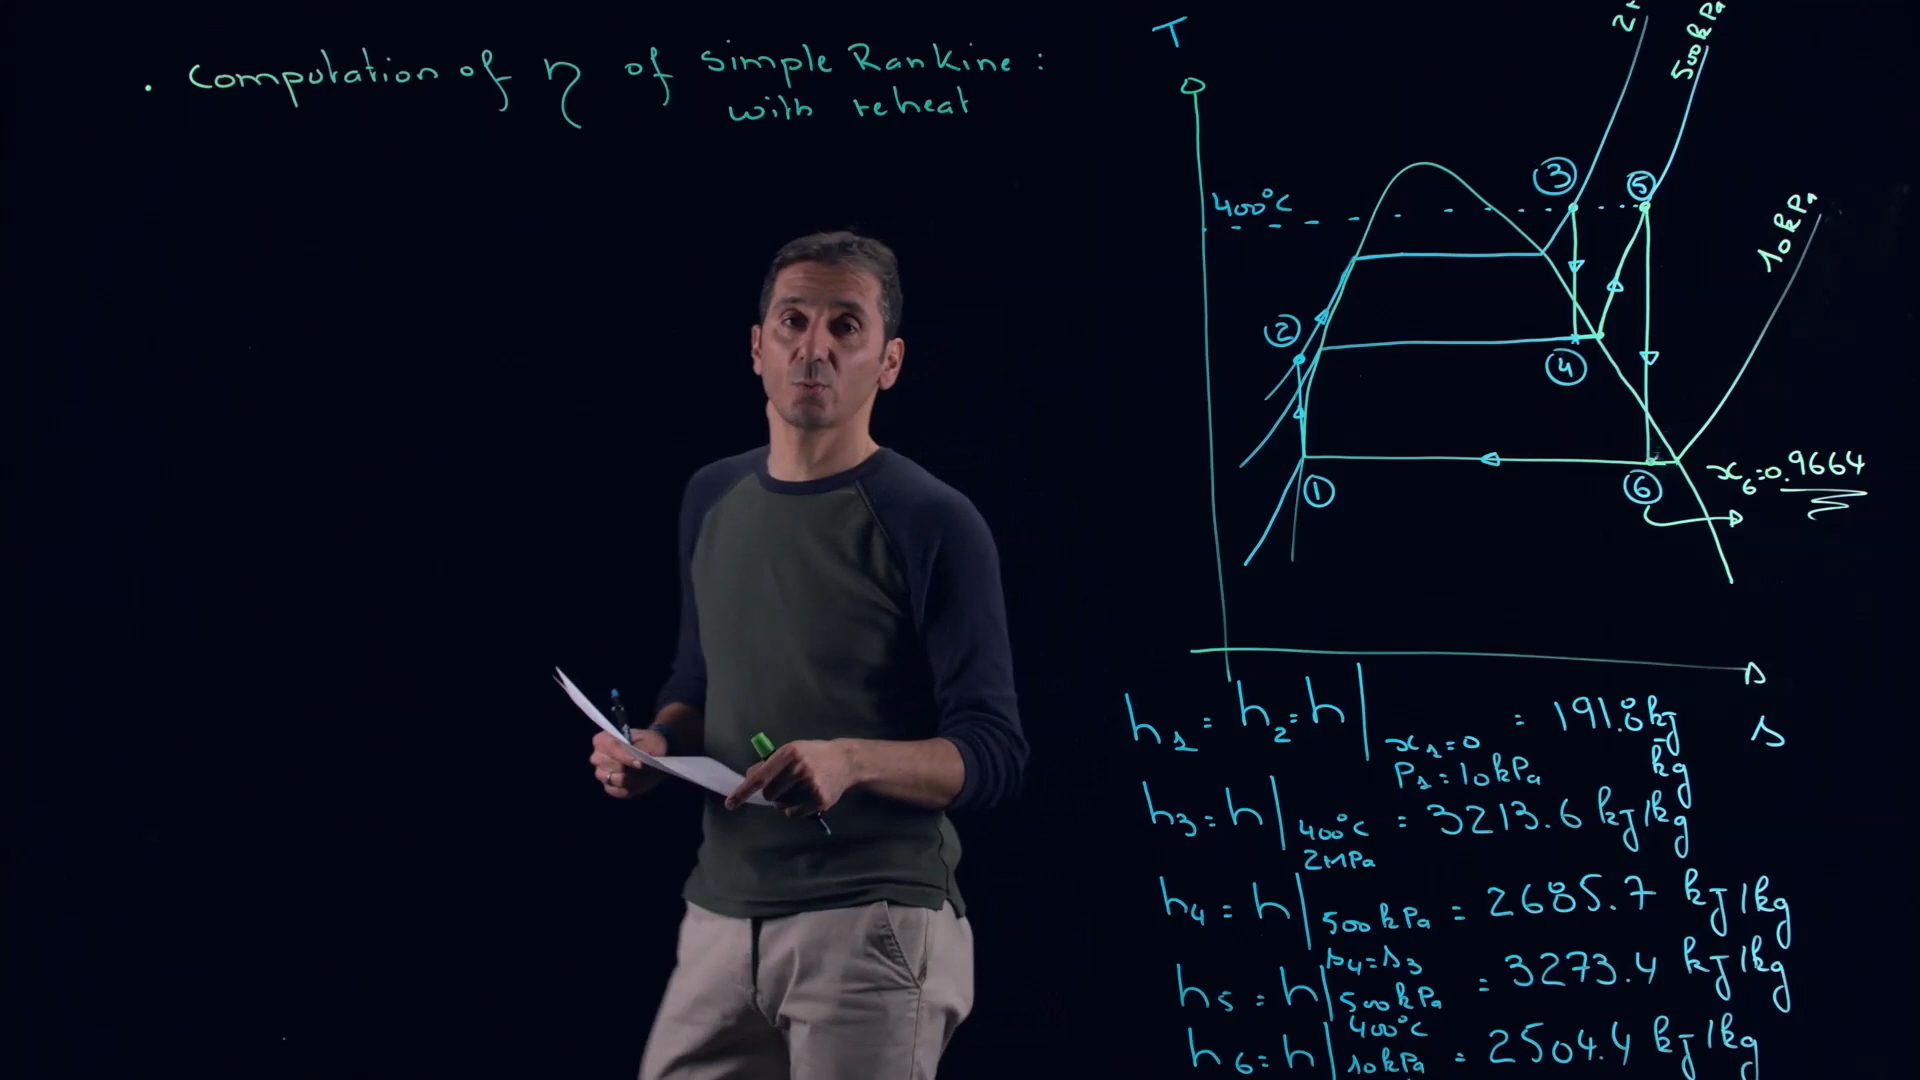 . Computation of η of simple Rankine :
with reheat
T
500kPa
10kPa
400°C
③
⑤
②
④
①
⑥
x₆=0.9664
s
h₁ = h₂ = h| x₁=0 P₁=10kPa = 191.8 kJ/kg
h₃ = h| 400°C 2MPa = 3213.6 kJ/kg
h₄ = h| 500kPa s₄=s₃ = 2685.7 kJ/kg
h₅ = h| 500kPa 400°C = 3273.4 kJ/kg
h₆ = h| 10kPa = 2504.4 kJ/kg